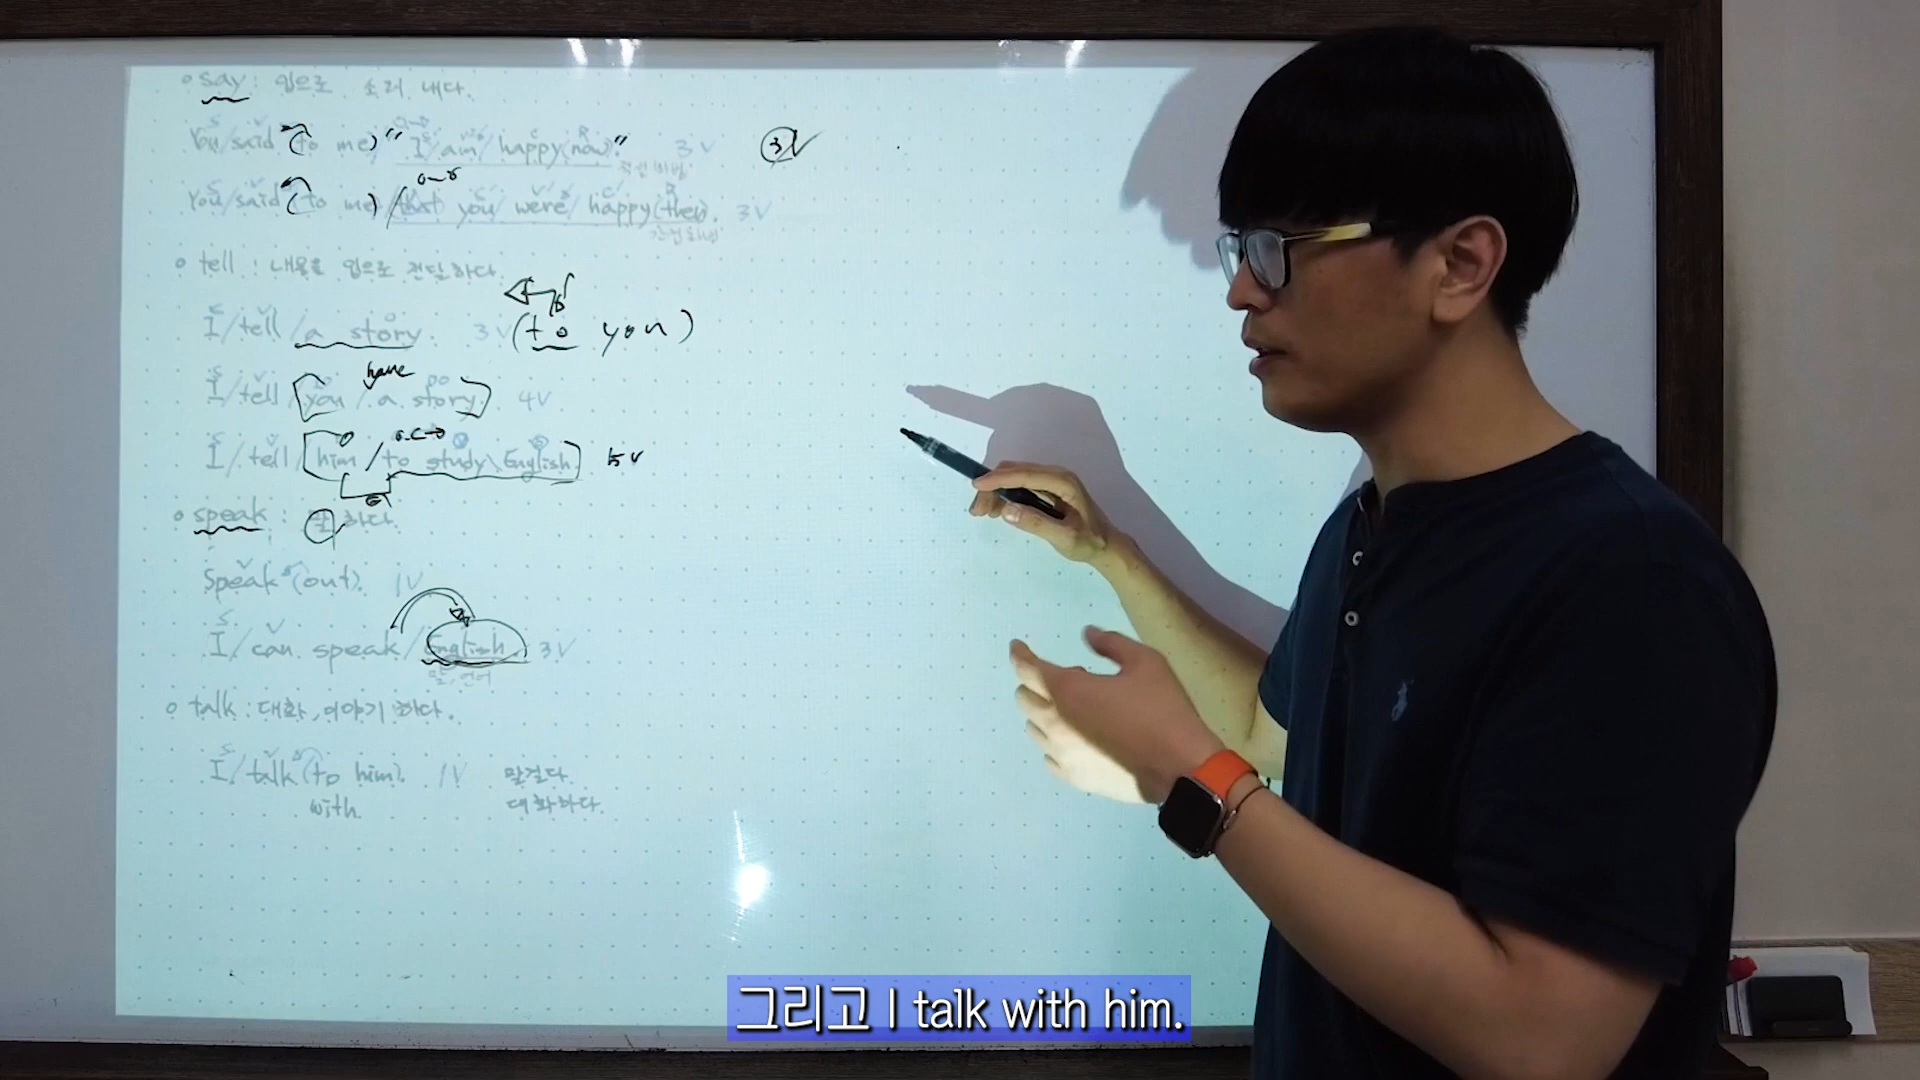 o say : 입으로 소리 내다.
You/said (to me) " I/am/happy(now)." 3V ③V
직접화법
You/said (to me) /(that) you/were/happy(then). 3V
간접화법
o tell : 내용을 입으로 전달하다.
I/tell/a story. 3V (to you)
have
I/tell/you/a story. 4V
o.c
I/tell/him/to study\English 5V
o speak : 말하다.
Speak (out). 1V
I/can speak/English. 3V
말, 언어
o talk : 대화, 이야기 하다.
I/talk (to him). 1V 말걸다.
with 대화하다.
그리고 I talk with him.